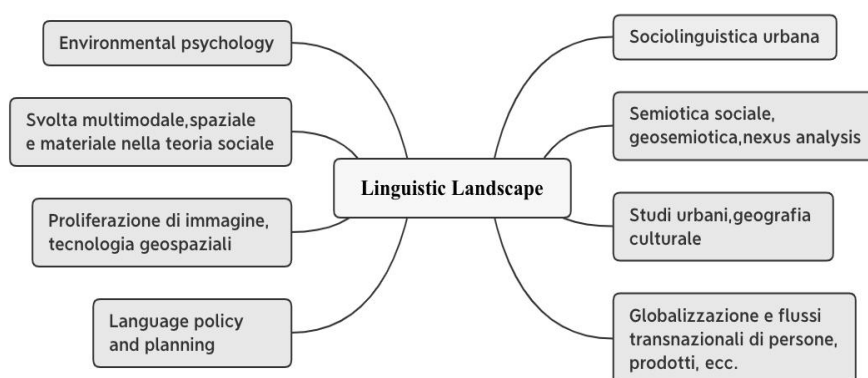 Environmental psychology
Svolta multimodale,spaziale
e materiale nella teoria sociale
Proliferazione di immagine,
tecnologia geospaziali
Language policy
and planning
Linguistic Landscape
Sociolinguistica urbana
Semiotica sociale,
geosemiotica,nexus analysis
Studi urbani,geografia
culturale
Globalizzazione e flussi
transnazionali di persone,
prodotti, ecc.